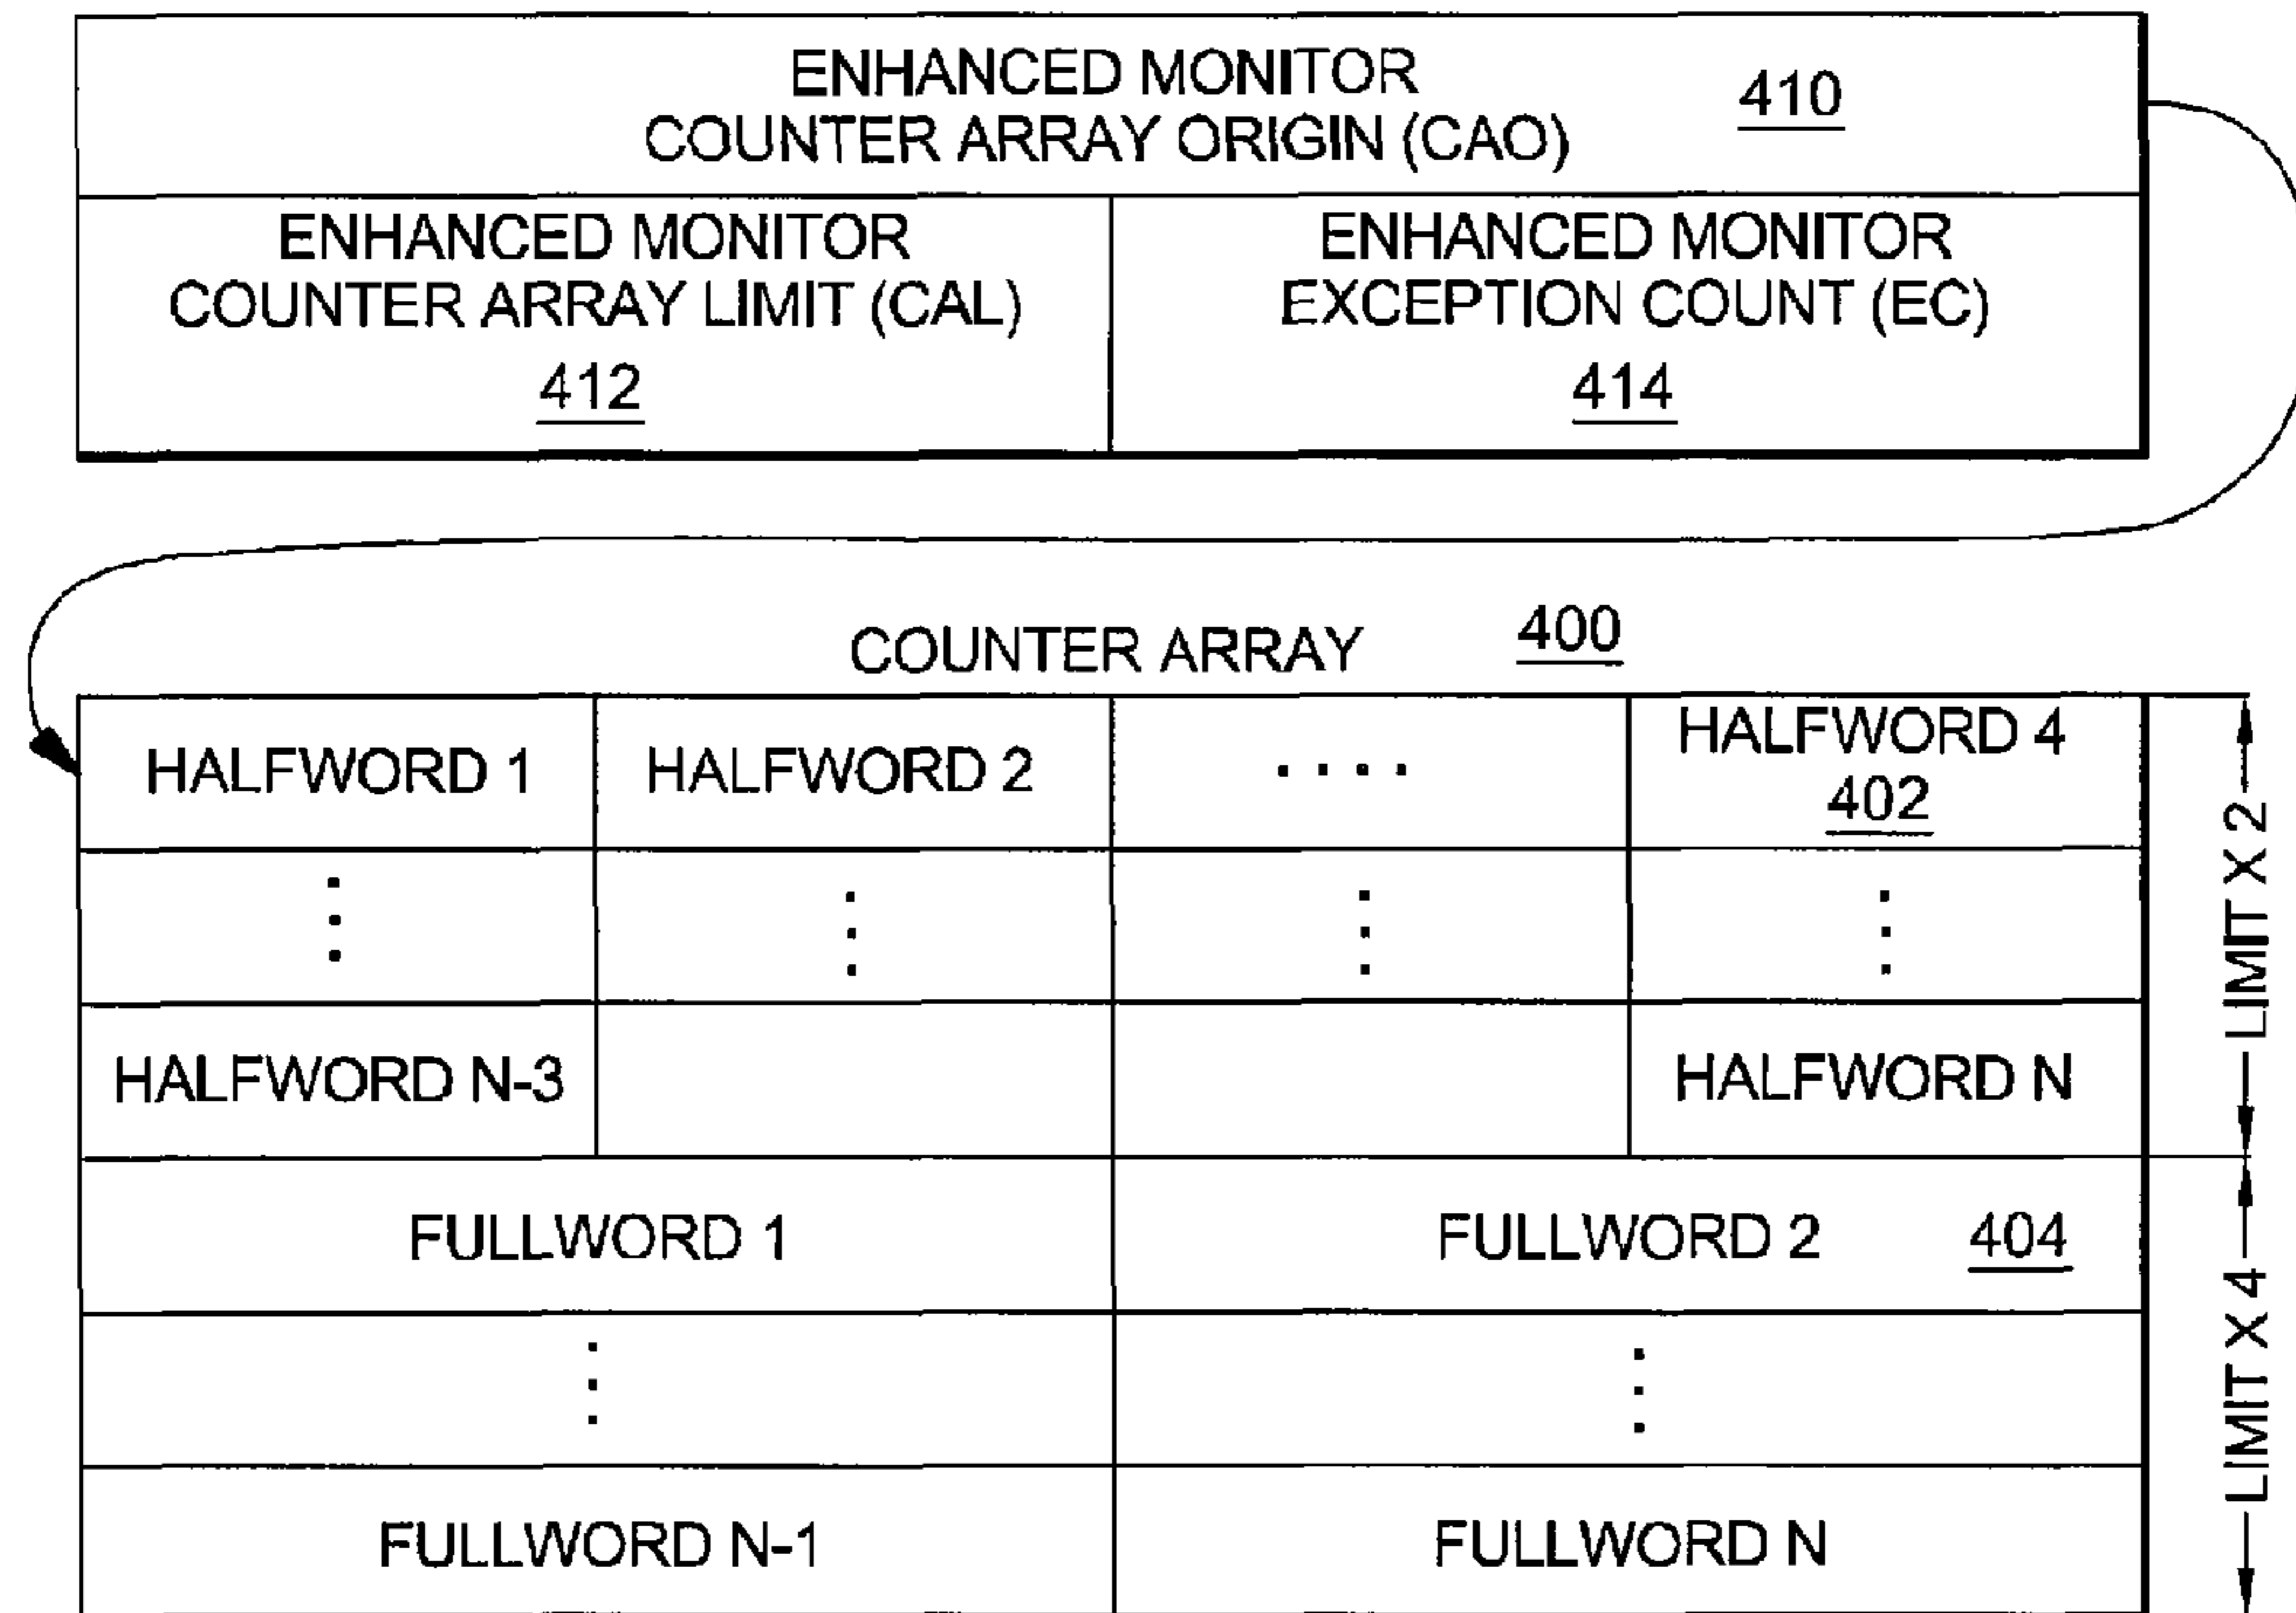 ENHANCED MONITOR
COUNTER ARRAY ORIGIN (CAO) 410
ENHANCED MONITOR
COUNTER ARRAY LIMIT (CAL)
412
ENHANCED MONITOR
EXCEPTION COUNT (EC)
414
COUNTER ARRAY 400
HALFWORD 1
HALFWORD 2
....
HALFWORD 4
402
HALFWORD N-3
HALFWORD N
LIMIT X 2
FULLWORD 1
FULLWORD 2 404
FULLWORD N-1
FULLWORD N
LIMIT X 4